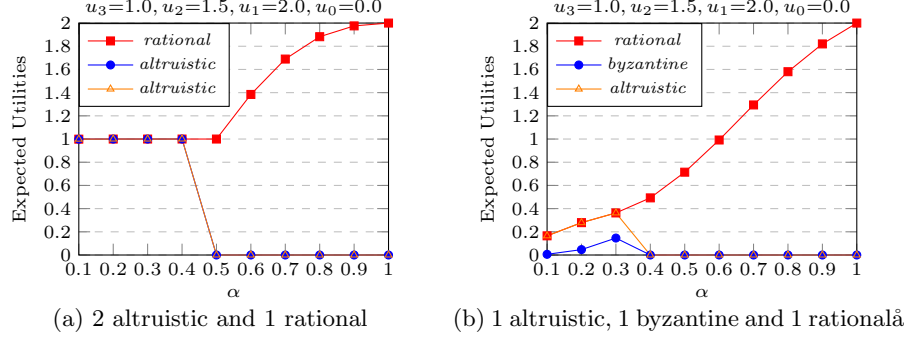 u₃=1.0, u₂=1.5, u₁=2.0, u₀=0.0
2
1.8
1.6
1.4
1.2
1
0.8
0.6
0.4
0.2
0
Expected Utilities
rational
altruistic
altruistic
0.1 0.2 0.3 0.4 0.5 0.6 0.7 0.8 0.9 1
α
(a) 2 altruistic and 1 rational
u₃=1.0, u₂=1.5, u₁=2.0, u₀=0.0
2
1.8
1.6
1.4
1.2
1
0.8
0.6
0.4
0.2
0
Expected Utilities
rational
byzantine
altruistic
0.1 0.2 0.3 0.4 0.5 0.6 0.7 0.8 0.9 1
α
(b) 1 altruistic, 1 byzantine and 1 rationalå